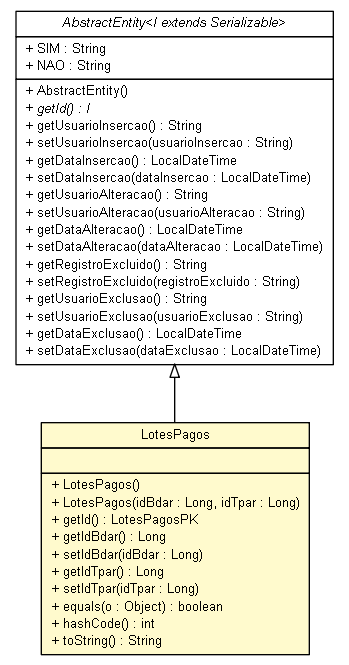 AbstractEntity<I extends Serializable>
+ SIM : String
+ NAO : String
+ AbstractEntity()
+ getId() : I
+ getUsuarioInsercao() : String
+ setUsuarioInsercao(usuarioInsercao : String)
+ getDataInsercao() : LocalDateTime
+ setDataInsercao(dataInsercao : LocalDateTime)
+ getUsuarioAlteracao() : String
+ setUsuarioAlteracao(usuarioAlteracao : String)
+ getDataAlteracao() : LocalDateTime
+ setDataAlteracao(dataAlteracao : LocalDateTime)
+ getRegistroExcluido() : String
+ setRegistroExcluido(registroExcluido : String)
+ getUsuarioExclusao() : String
+ setUsuarioExclusao(usuarioExclusao : String)
+ getDataExclusao() : LocalDateTime
+ setDataExclusao(dataExclusao : LocalDateTime)
LotesPagos
+ LotesPagos()
+ LotesPagos(idBdar : Long, idTpar : Long)
+ getId() : LotesPagosPK
+ getIdBdar() : Long
+ setIdBdar(idBdar : Long)
+ getIdTpar() : Long
+ setIdTpar(idTpar : Long)
+ equals(o : Object) : boolean
+ hashCode() : int
+ toString() : String